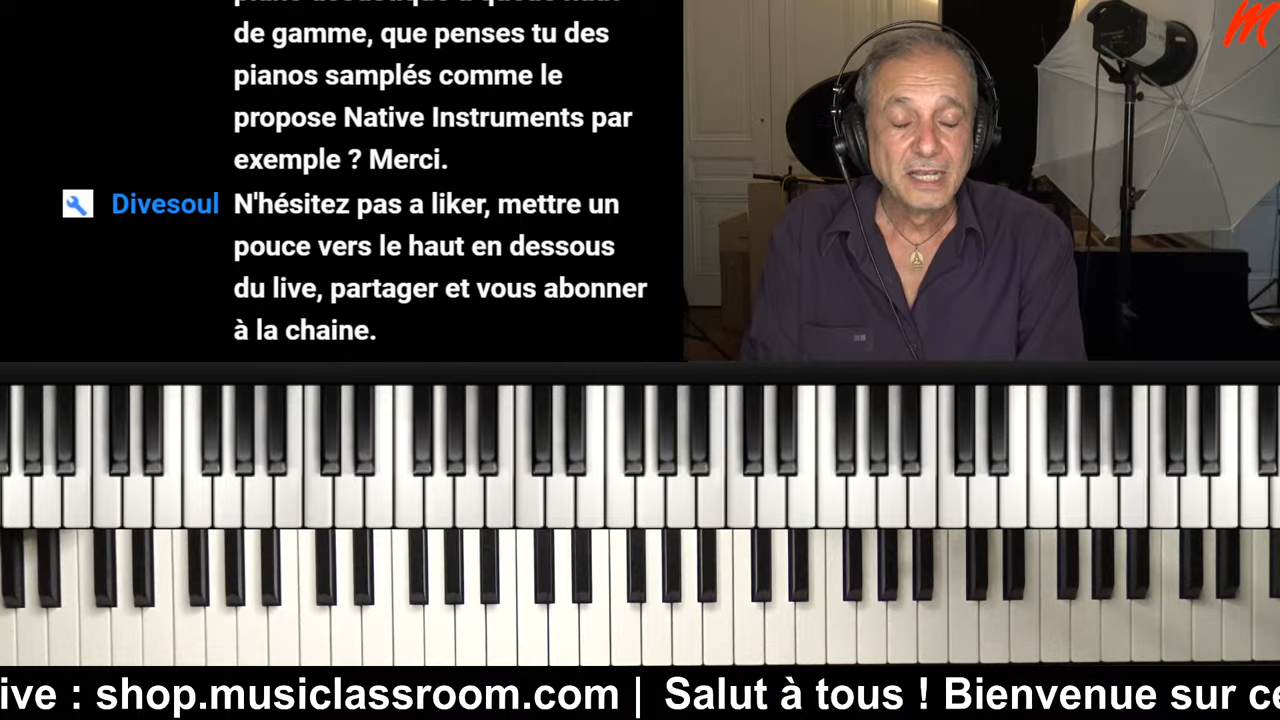 de gamme, que penses tu des
pianos samplés comme le
propose Native Instruments par
exemple ? Merci.
Divesoul N'hésitez pas a liker, mettre un
pouce vers le haut en dessous
du live, partager et vous abonner
à la chaine.
M
ive : shop.musiclassroom.com | Salut à tous ! Bienvenue sur ce